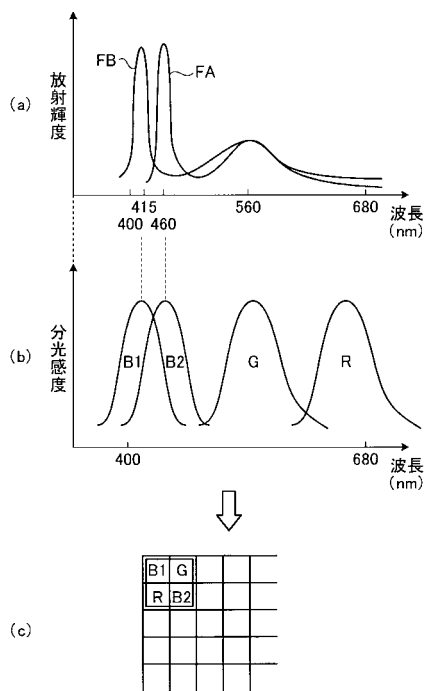 (a)
放射輝度
FB
FA
415
400 460
560
680
波長
(nm)
(b)
分光感度
B1
B2
G
R
400
680
波長
(nm)
(c)
B1 G
R B2